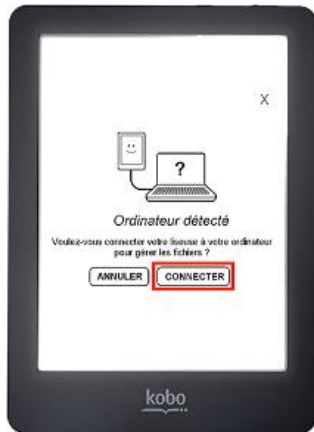 X
?
Ordinateur détecté
Voulez-vous connecter votre liseuse à votre ordinateur
pour gérer les fichiers ?
ANNULER CONNECTER
kobo